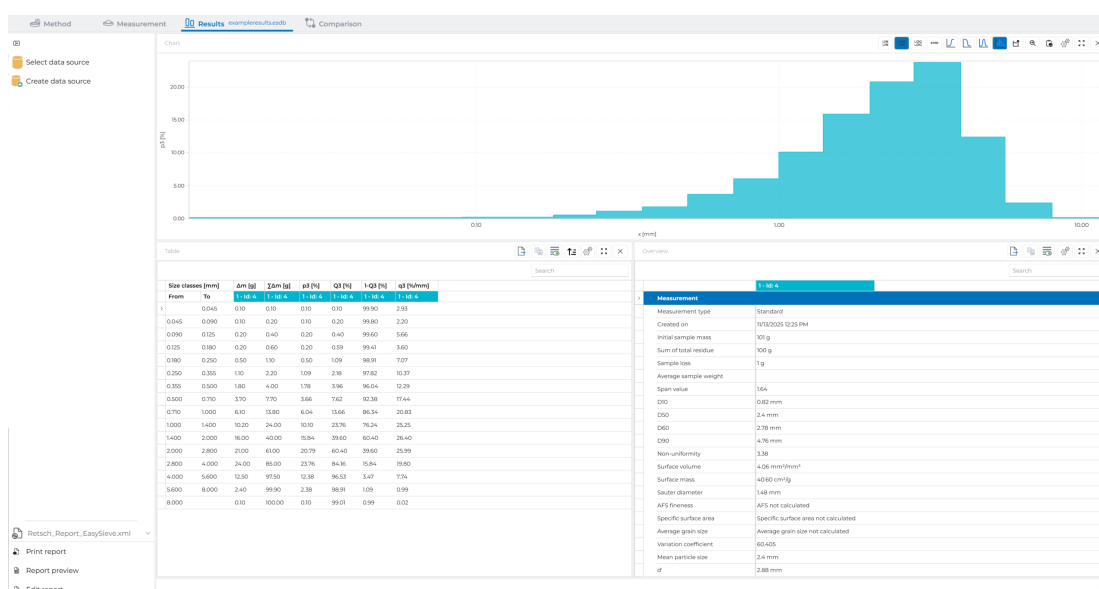 Method Measurement Results exampleresults.esdb Comparison
Select data source
Create data source
Chart
20.00
15.00
10.00
5.00
0.00
p3 [%]
0.10 1.00 10.00
x [mm]
Table
Search
Size classes [mm] Δm [g] ∑Δm [g] p3 [%] Q3 [%] 1-Q3 [%] q3 [%/mm]
From To 1 - Id: 4 1 - Id: 4 1 - Id: 4 1 - Id: 4 1 - Id: 4 1 - Id: 4
0.045 0.10 0.10 0.10 0.10 99.90 2.93
0.045 0.090 0.10 0.20 0.10 0.20 99.80 2.20
0.090 0.125 0.20 0.40 0.20 0.40 99.60 5.66
0.125 0.180 0.20 0.60 0.20 0.59 99.41 3.60
0.180 0.250 0.50 1.10 0.50 1.09 98.91 7.07
0.250 0.355 1.10 2.20 1.09 2.18 97.82 10.37
0.355 0.500 1.80 4.00 1.78 3.96 96.04 12.29
0.500 0.710 3.70 7.70 3.66 7.62 92.38 17.44
0.710 1.000 6.10 13.80 6.04 13.66 86.34 20.83
1.000 1.400 10.20 24.00 10.10 23.76 76.24 25.25
1.400 2.000 16.00 40.00 15.84 39.60 60.40 26.40
2.000 2.800 21.00 61.00 20.79 60.40 39.60 25.99
2.800 4.000 24.00 85.00 23.76 84.16 15.84 19.80
4.000 5.600 12.50 97.50 12.38 96.53 3.47 7.74
5.600 8.000 2.40 99.90 2.38 98.91 1.09 0.99
8.000 0.10 100.00 0.10 99.01 0.99 0.02
Overview
Search
1 - Id: 4
Measurement
Measurement type Standard
Created on 11/13/2025 12:25 PM
Initial sample mass 101 g
Sum of total residue 100 g
Sample loss 1 g
Average sample weight
Span value 1.64
D10 0.82 mm
D50 2.4 mm
D60 2.78 mm
D90 4.76 mm
Non-uniformity 3.38
Surface volume 4.06 mm²/mm³
Surface mass 40.60 cm²/g
Sauter diameter 1.48 mm
AFS fineness AFS not calculated
Specific surface area Specific surface area not calculated
Average grain size Average grain size not calculated
Variation coefficient 60.405
Mean particle size 2.4 mm
d' 2.88 mm
Retsch_Report_EasySieve.xml
Print report
Report preview
Edit report